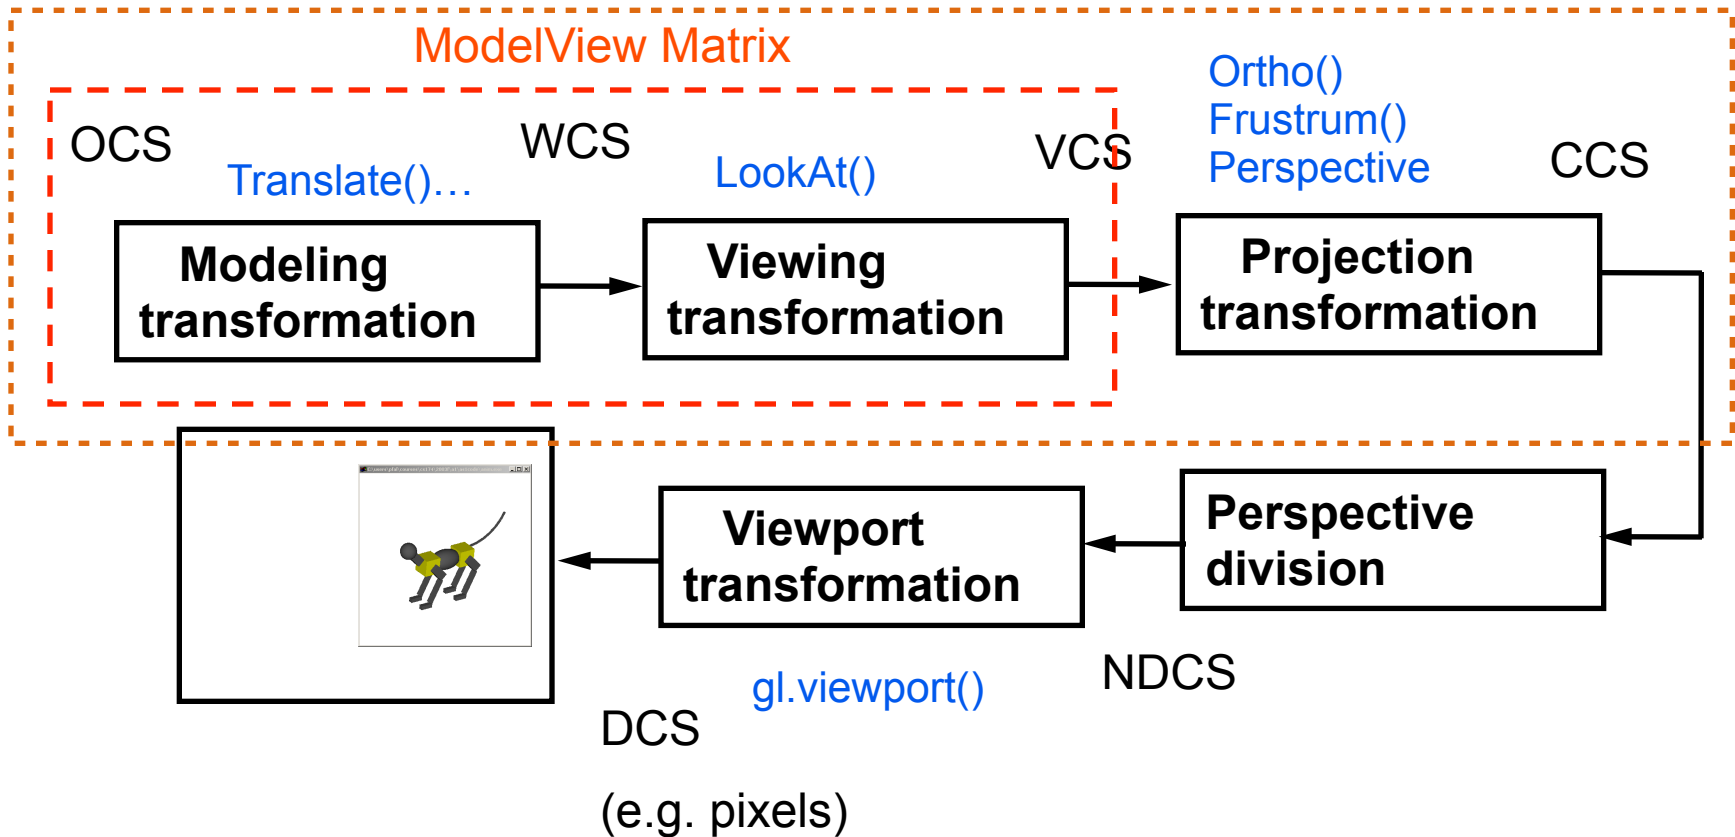 ModelView Matrix
Ortho()
Frustrum()
Perspective
OCS
WCS
VCS
CCS
Translate()...
LookAt()
Modeling
transformation
Viewing
transformation
Projection
transformation
Perspective
division
Viewport
transformation
gl.viewport()
NDCS
DCS
(e.g. pixels)